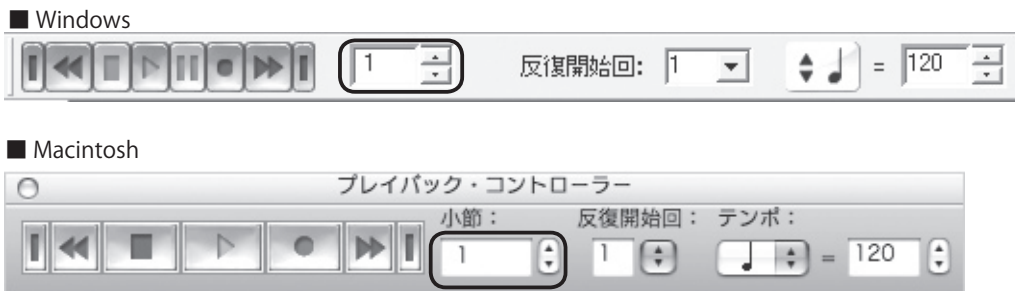 ■ Windows
1 反復開始回: 1 = 120
■ Macintosh
プレイバック・コントローラー
小節： 反復開始回： テンポ：
1 1 = 120